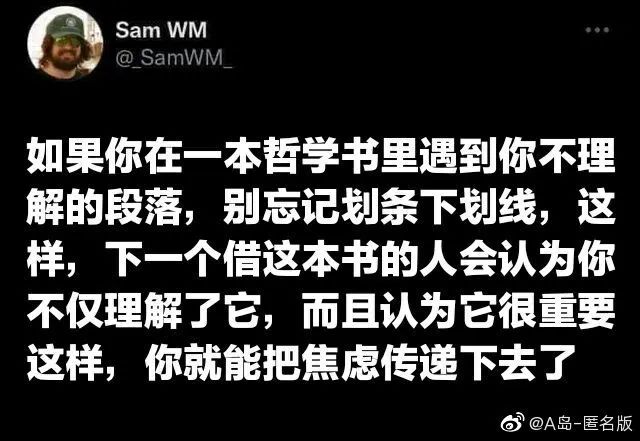 Sam WM
@_SamWM_
如果你在一本哲学书里遇到你不理
解的段落，别忘记划条下划线，这
样，下一个借这本书的人会认为你
不仅理解了它，而且认为它很重要
这样，你就能把焦虑传递下去了
@A岛-匿名版